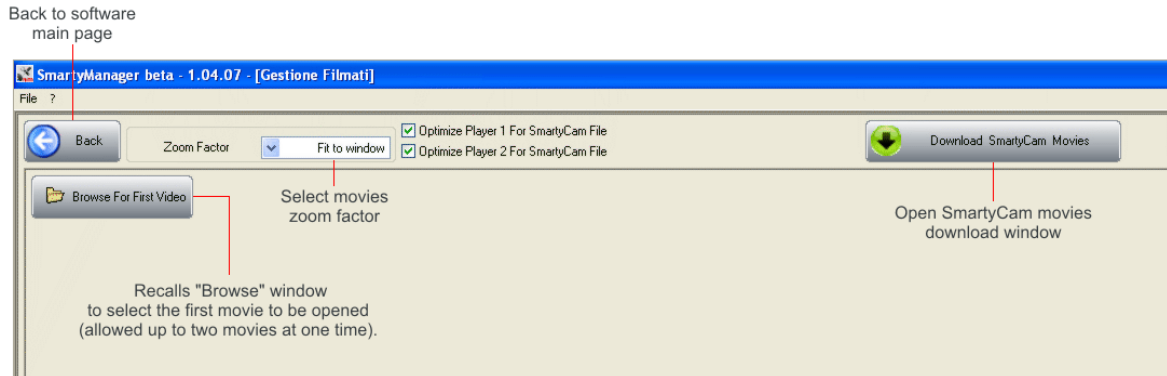 Back to software
main page
SmartyManager beta - 1.04.07 - [Gestione Filmati]
File ?
Back
Zoom Factor
Fit to window
Optimize Player 1 For SmartyCam File
Optimize Player 2 For SmartyCam File
Download SmartyCam Movies
Browse For First Video
Select movies
zoom factor
Open SmartyCam movies
download window
Recalls "Browse" window
to select the first movie to be opened
(allowed up to two movies at one time).